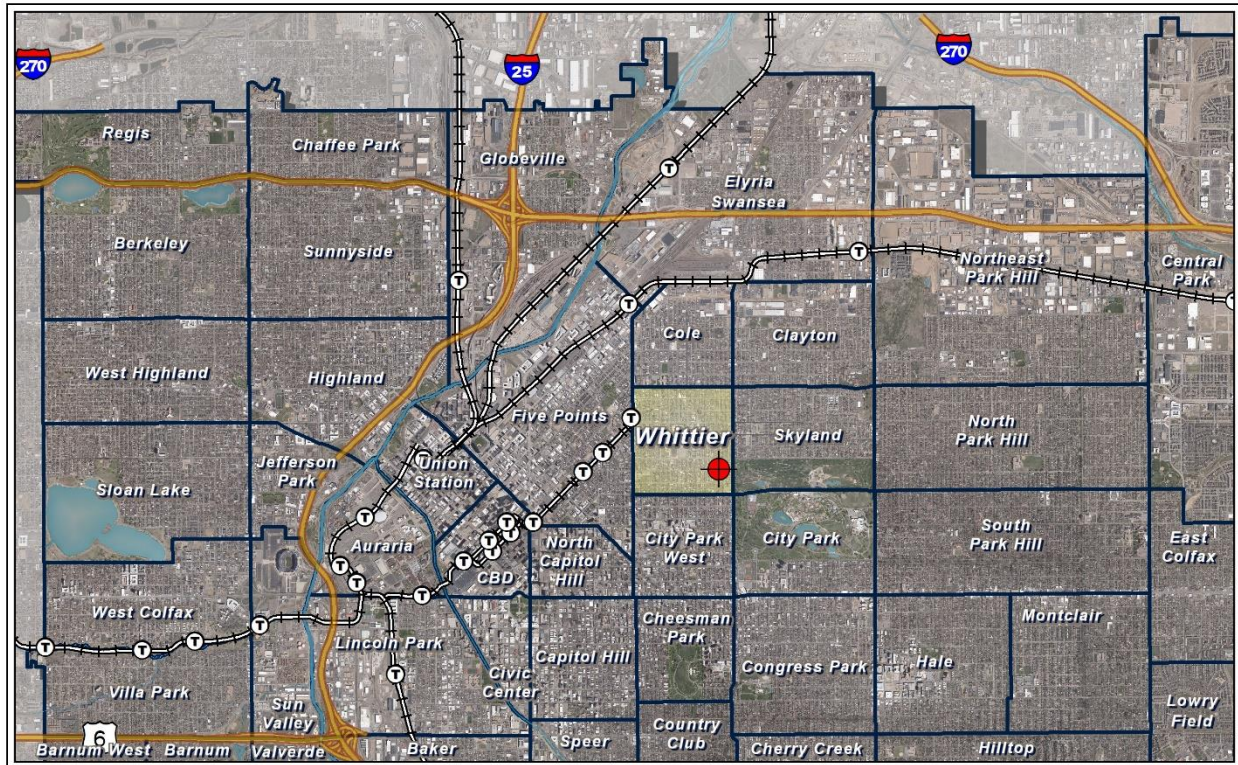 270
25
270
Regis
Chaffee Park
Globeville
Elyria
Swansea
Berkeley
Sunnyside
Northeast
Park Hill
Central
Park
T
T
T
T
T
Cole
Clayton
West Highland
Highland
Five Points
T
Whittier
Skyland
North
Park Hill
Jefferson
Park
Union
Station
T
T
T
Sloan Lake
T
T
T
T
T
T
T
T
T
T
T
Auraria
CBD
North
Capitol
Hill
City Park
West
City Park
South
Park Hill
East
Colfax
West Colfax
T
T
T
T
Lincoln Park
T
Civic
Center
Capitol Hill
Cheesman
Park
Congress Park
Hale
Montclair
Villa Park
Sun
Valley
Lowry
Field
6
Barnum West
Barnum
Valverde
Baker
Speer
Country
Club
Cherry Creek
Hilltop